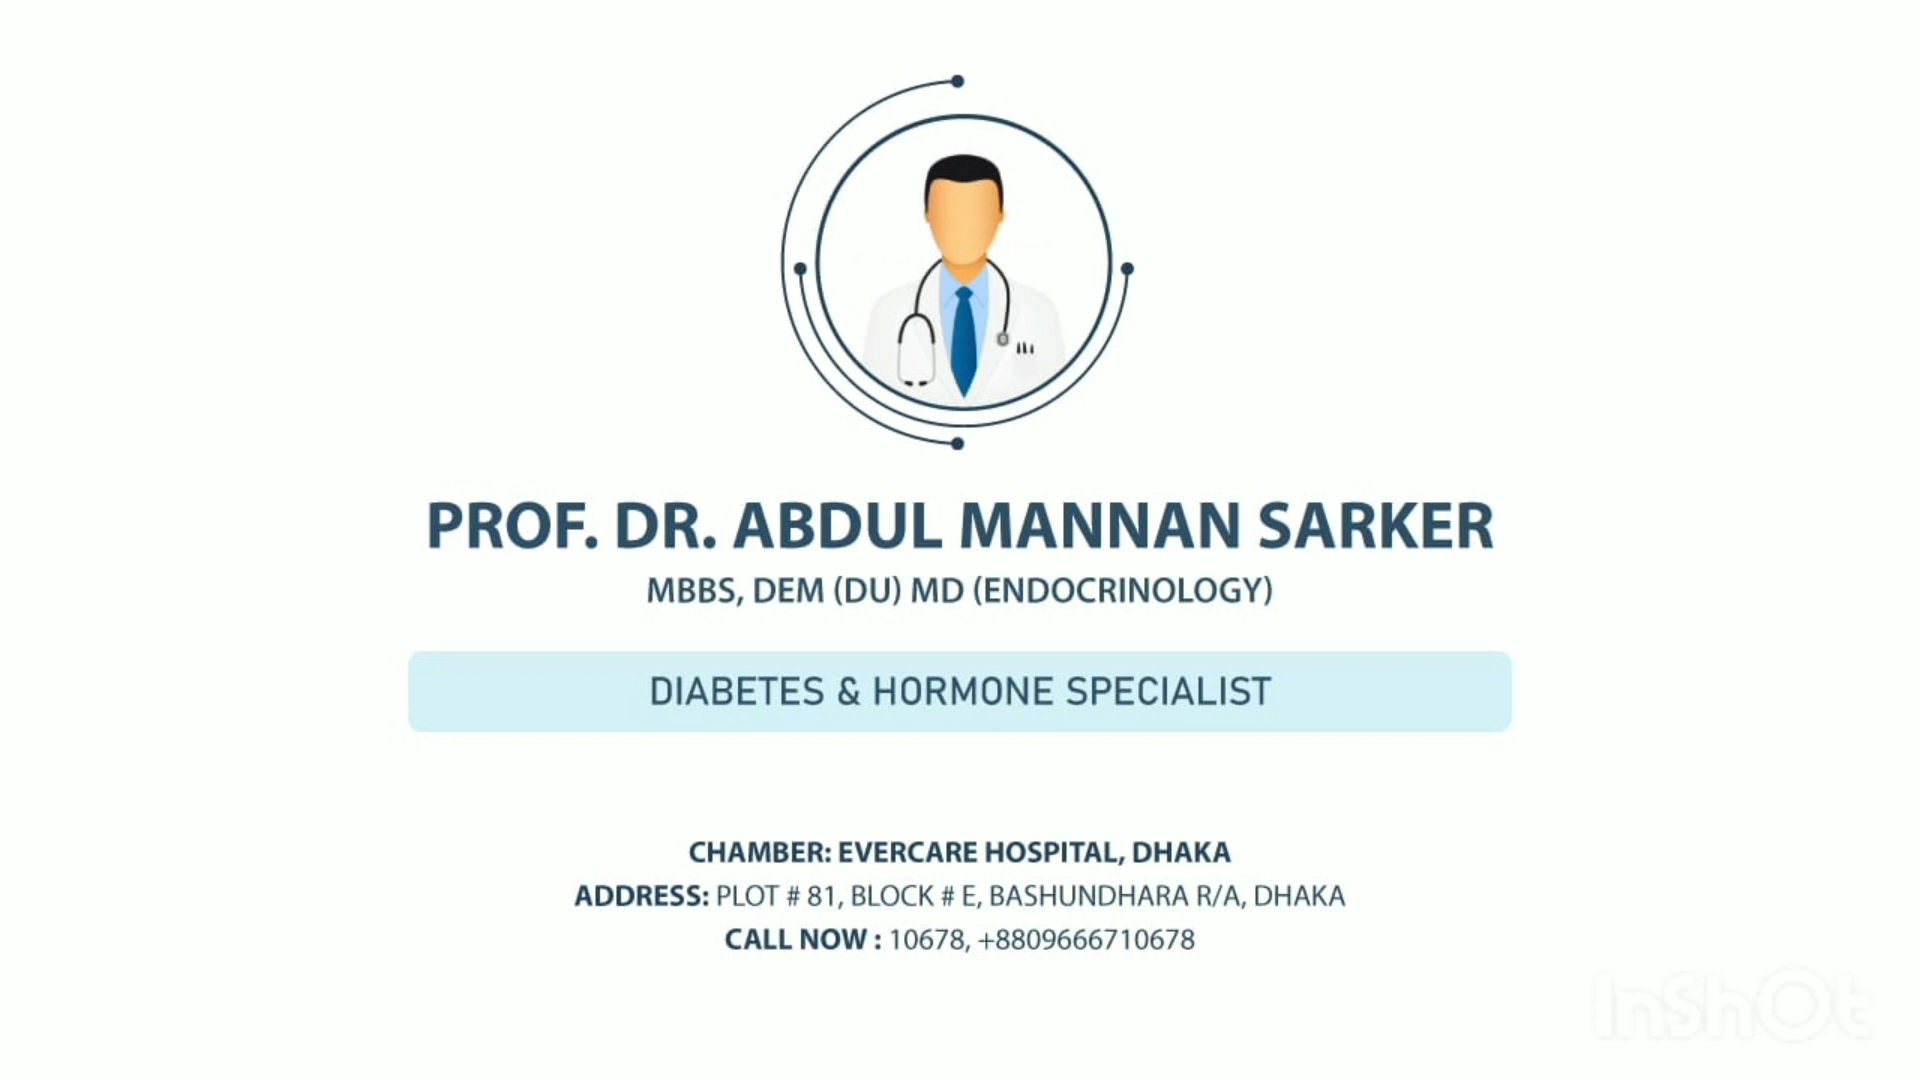 PROF. DR. ABDUL MANNAN SARKER
MBBS, DEM (DU) MD (ENDOCRINOLOGY)
DIABETES & HORMONE SPECIALIST
CHAMBER: EVERCARE HOSPITAL, DHAKA
ADDRESS: PLOT # 81, BLOCK # E, BASHUNDHARA R/A, DHAKA
CALL NOW : 10678, +8809666710678
InShOt